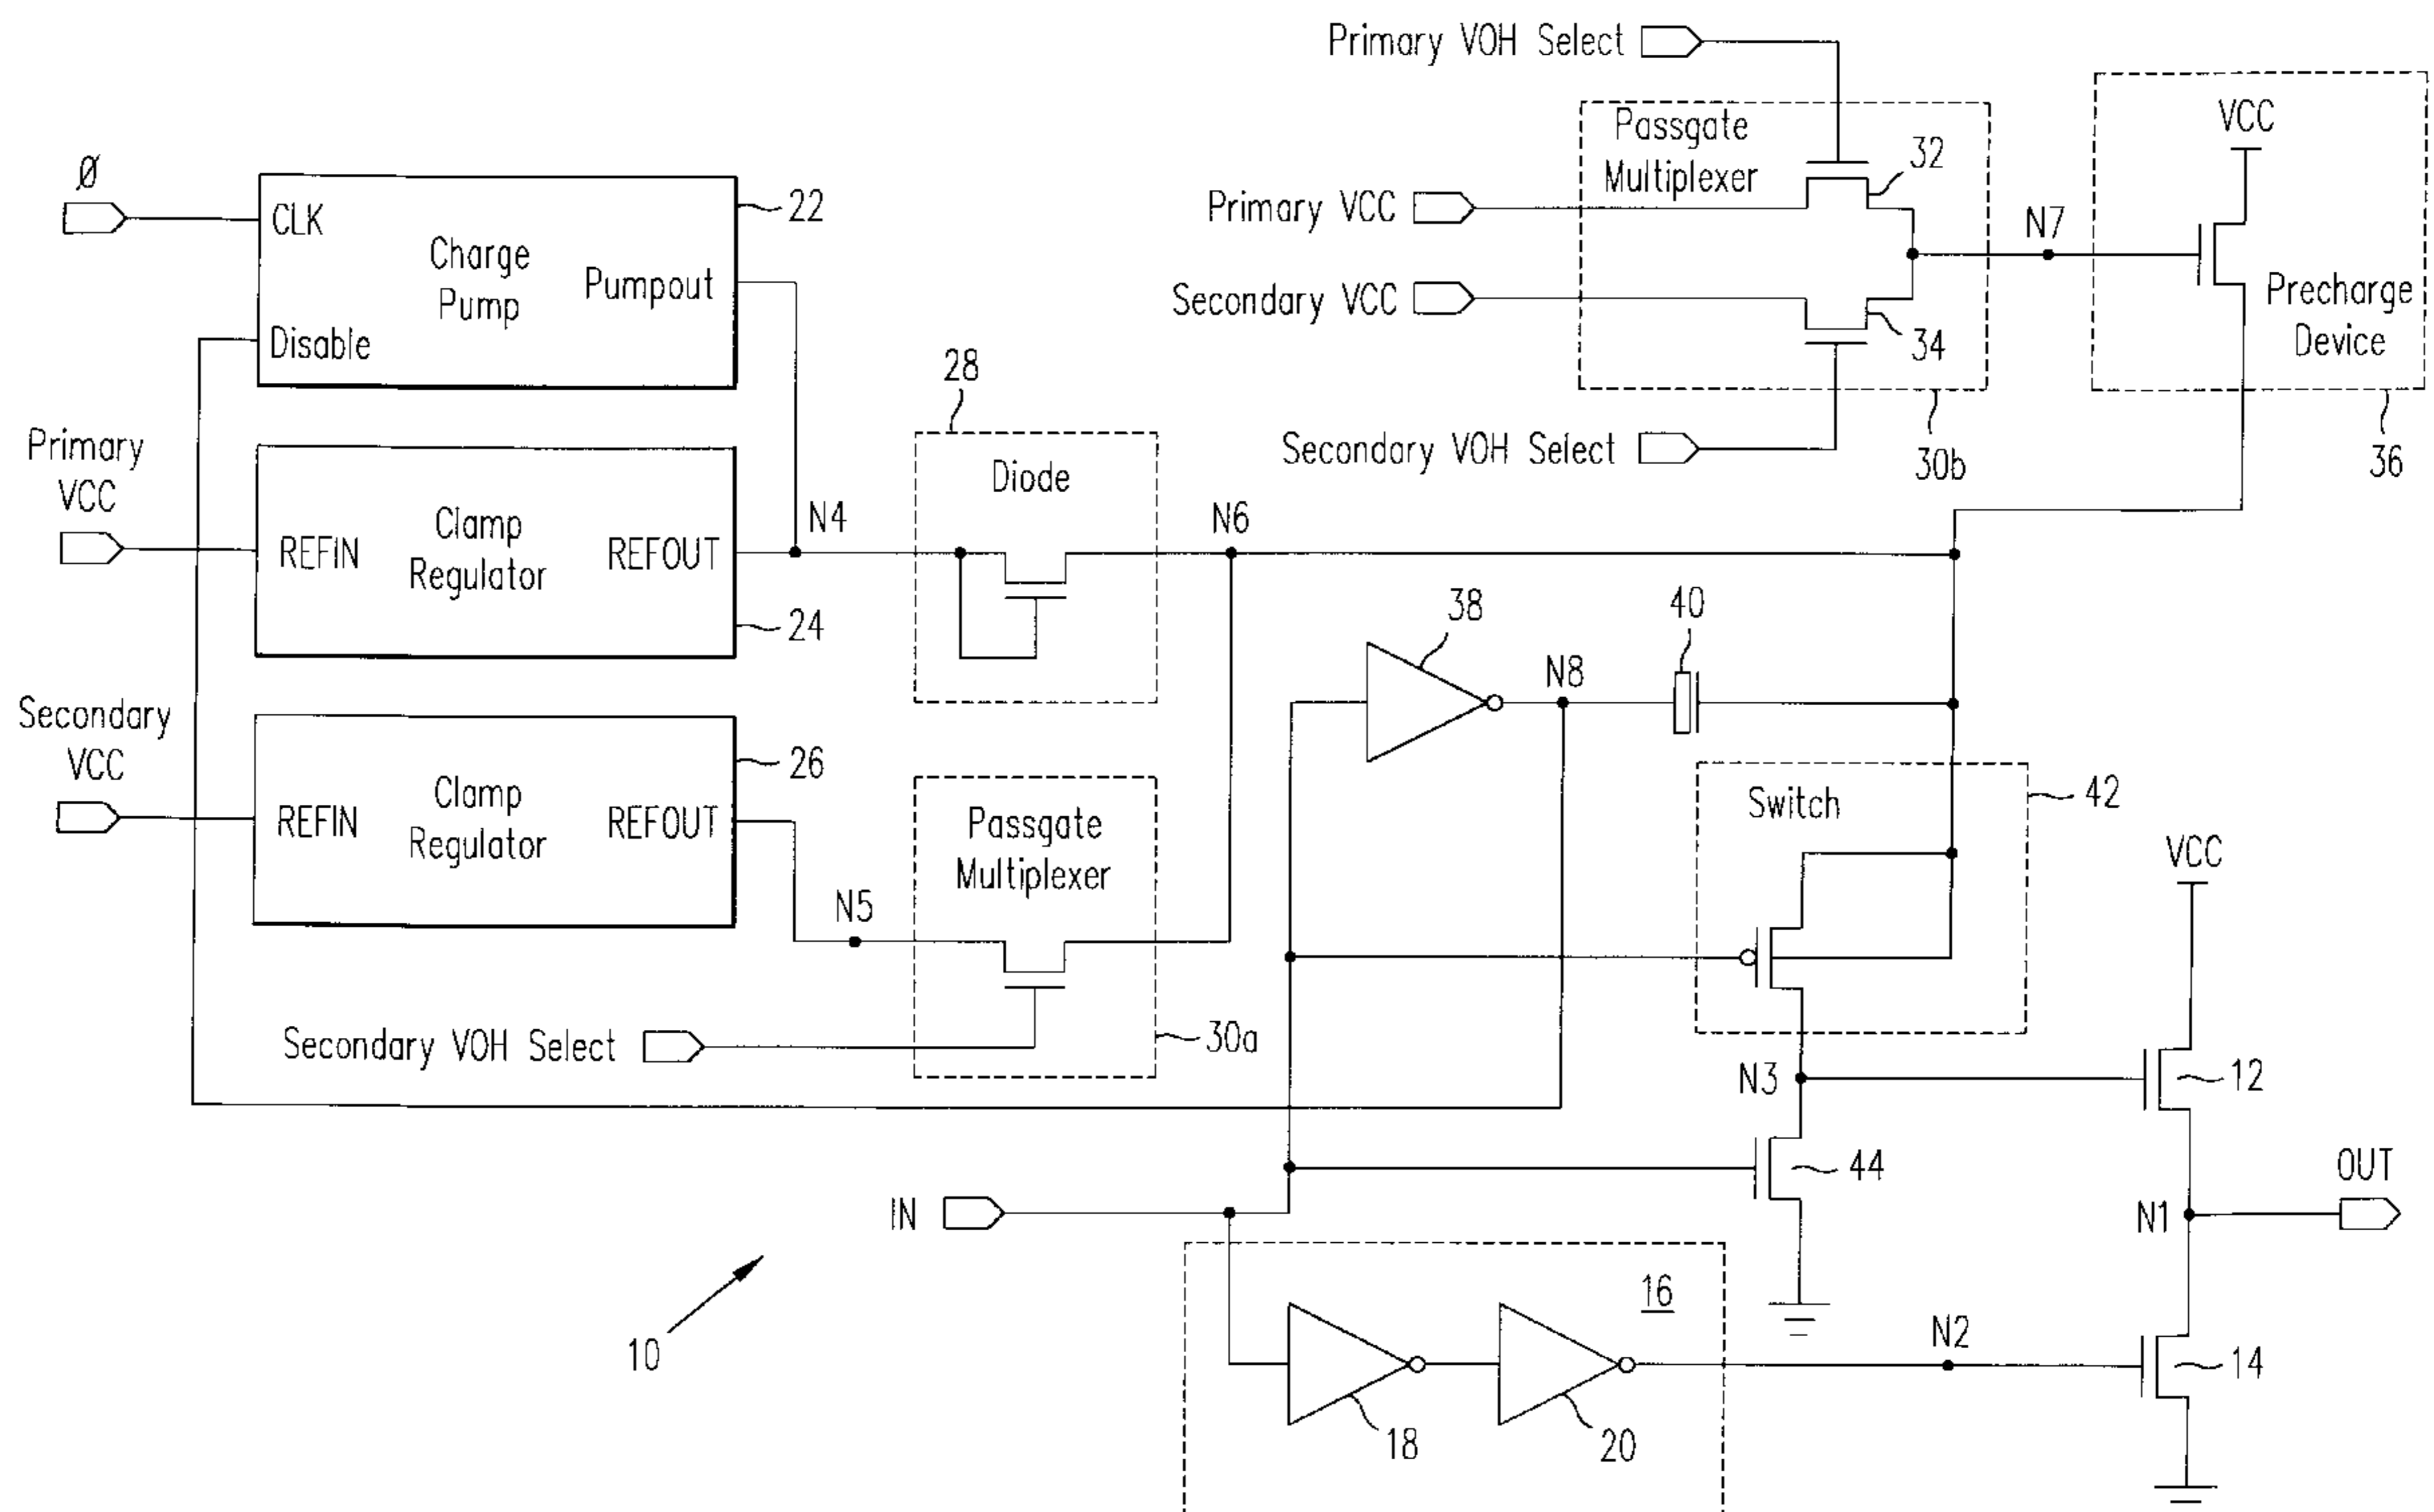 Primary VOH Select
Passgate
Multiplexer
32
VCC
Ø
CLK
Charge
Pump
Pumpout
Disable
22
Primary VCC
N7
Secondary VCC
34
Precharge
Device
28
Secondary VOH Select
30b
36
Primary
VCC
REFIN
Clamp
Regulator
REFOUT
24
N4
Diode
N6
38
40
N8
Secondary
VCC
REFIN
Clamp
Regulator
REFOUT
26
Passgate
Multiplexer
N5
Switch
42
VCC
Secondary VOH Select
30a
N3
12
44
OUT
IN
N1
10
16
18
20
N2
14